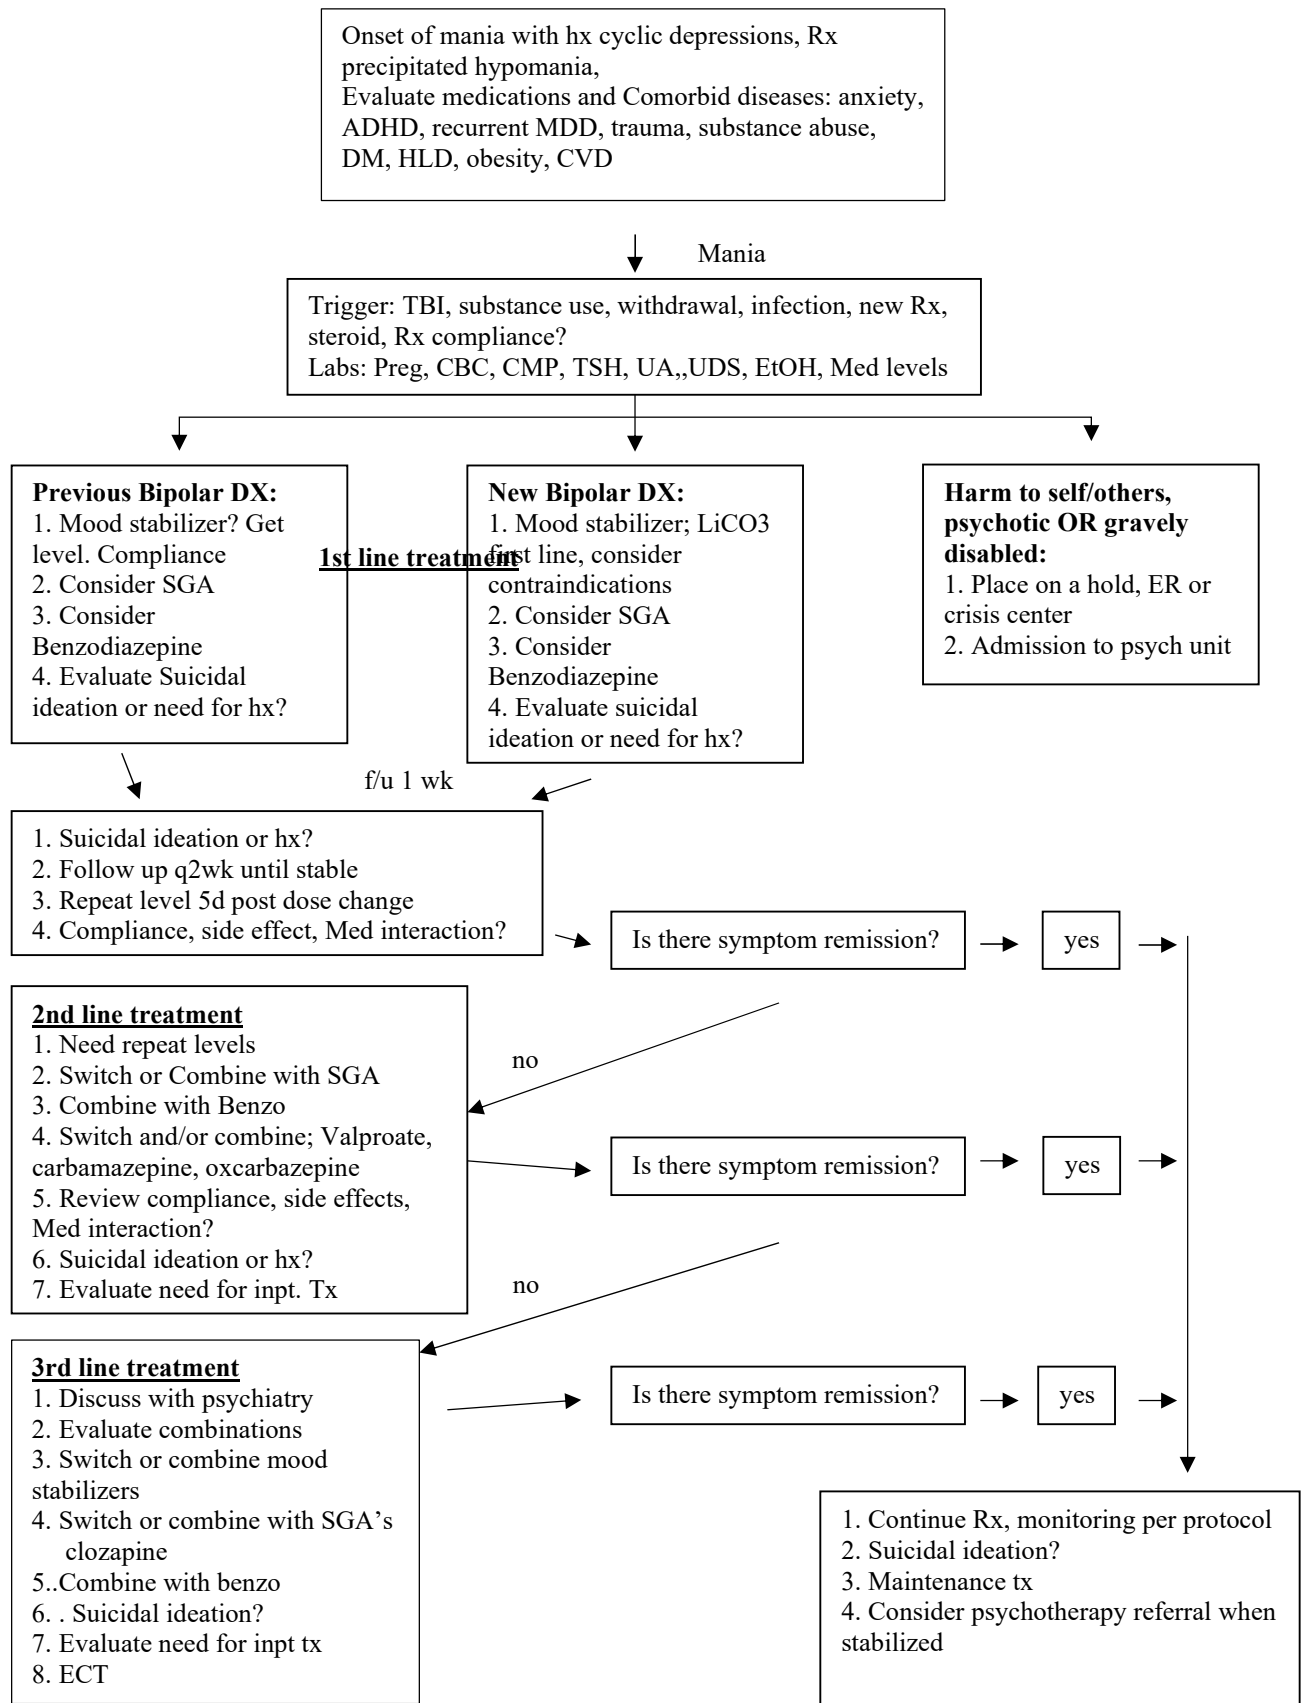 Onset of mania with hx cyclic depressions, Rx
precipitated hypomania,
Evaluate medications and Comorbid diseases: anxiety,
ADHD, recurrent MDD, trauma, substance abuse,
DM, HLD, obesity, CVD
Mania
Trigger: TBI, substance use, withdrawal, infection, new Rx,
steroid, Rx compliance?
Labs: Preg, CBC, CMP, TSH, UA,,UDS, EtOH, Med levels
Previous Bipolar DX:
1. Mood stabilizer? Get
level. Compliance
2. Consider SGA
3. Consider
Benzodiazepine
4. Evaluate Suicidal
ideation or need for hx?
1st line treatment
New Bipolar DX:
1. Mood stabilizer; LiCO3
first line, consider
contraindications
2. Consider SGA
3. Consider
Benzodiazepine
4. Evaluate suicidal
ideation or need for hx?
Harm to self/others,
psychotic OR gravely
disabled:
1. Place on a hold, ER or
crisis center
2. Admission to psych unit
f/u 1 wk
1. Suicidal ideation or hx?
2. Follow up q2wk until stable
3. Repeat level 5d post dose change
4. Compliance, side effect, Med interaction?
Is there symptom remission?
yes
2nd line treatment
1. Need repeat levels
2. Switch or Combine with SGA
3. Combine with Benzo
4. Switch and/or combine; Valproate,
carbamazepine, oxcarbazepine
5. Review compliance, side effects,
Med interaction?
6. Suicidal ideation or hx?
7. Evaluate need for inpt. Tx
no
Is there symptom remission?
yes
no
3rd line treatment
1. Discuss with psychiatry
2. Evaluate combinations
3. Switch or combine mood
stabilizers
4. Switch or combine with SGA’s
clozapine
5..Combine with benzo
6. . Suicidal ideation?
7. Evaluate need for inpt tx
8. ECT
Is there symptom remission?
yes
1. Continue Rx, monitoring per protocol
2. Suicidal ideation?
3. Maintenance tx
4. Consider psychotherapy referral when
stabilized